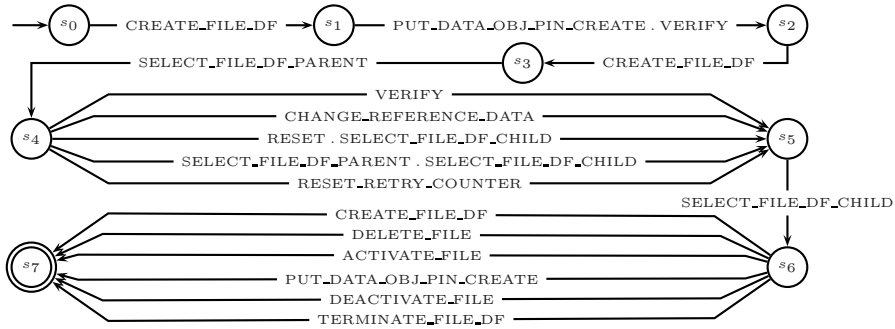 s0 CREATE_FILE_DF s1 PUT_DATA_OBJ_PIN_CREATE . VERIFY s2
SELECT_FILE_DF_PARENT s3 CREATE_FILE_DF
VERIFY
CHANGE_REFERENCE_DATA
s4 RESET . SELECT_FILE_DF_CHILD s5
SELECT_FILE_DF_PARENT . SELECT_FILE_DF_CHILD
RESET_RETRY_COUNTER
SELECT_FILE_DF_CHILD
CREATE_FILE_DF
DELETE_FILE
ACTIVATE_FILE
s7 s6
PUT_DATA_OBJ_PIN_CREATE
DEACTIVATE_FILE
TERMINATE_FILE_DF